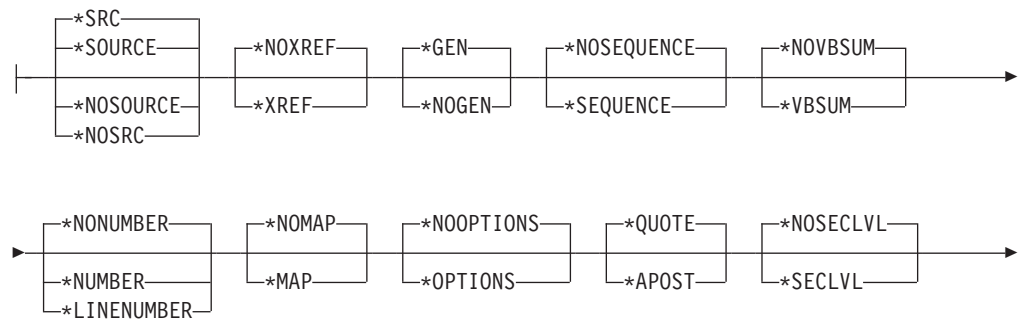 *SRC
*SOURCE *NOXREF *GEN *NOSEQUENCE *NOVBSUM
*NOSOURCE *XREF *NOGEN *SEQUENCE *VBSUM
*NOSRC
*NONUMBER *NOMAP *NOOPTIONS *QUOTE *NOSECLVL
*NUMBER *MAP *OPTIONS *APOST *SECLVL
*LINENUMBER